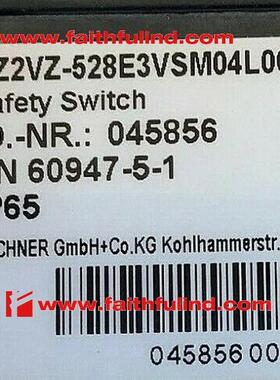 www.faithfulind.com
Z2VZ-528E3VSM04L06
afety Switch
D.-NR.: 045856
N 60947-5-1
P65
CHNER GmbH+Co.KG Kohlhammerstr.
www.faithfulind.com
045856 00